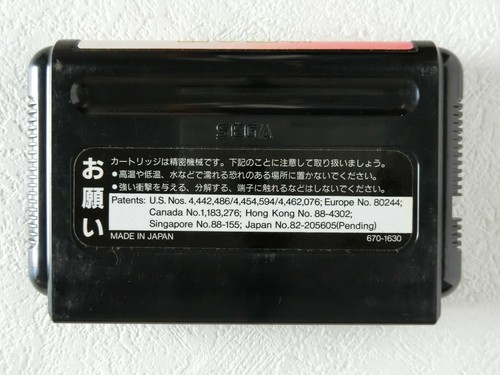 SEGA
お願い
カートリッジは精密機械です。下記のことに注意して取り扱いましょう。
●高温や低温、水などで濡れる恐れのある場所に置かないでください。
●強い衝撃を与える、分解する、端子に触れるなどはしないでください。
Patents: U.S. Nos. 4,442,486/4,454,594/4,462,076; Europe No. 80244;
Canada No.1,183,276; Hong Kong No. 88-4302;
Singapore No.88-155; Japan No.82-205605(Pending)
MADE IN JAPAN 670-1630